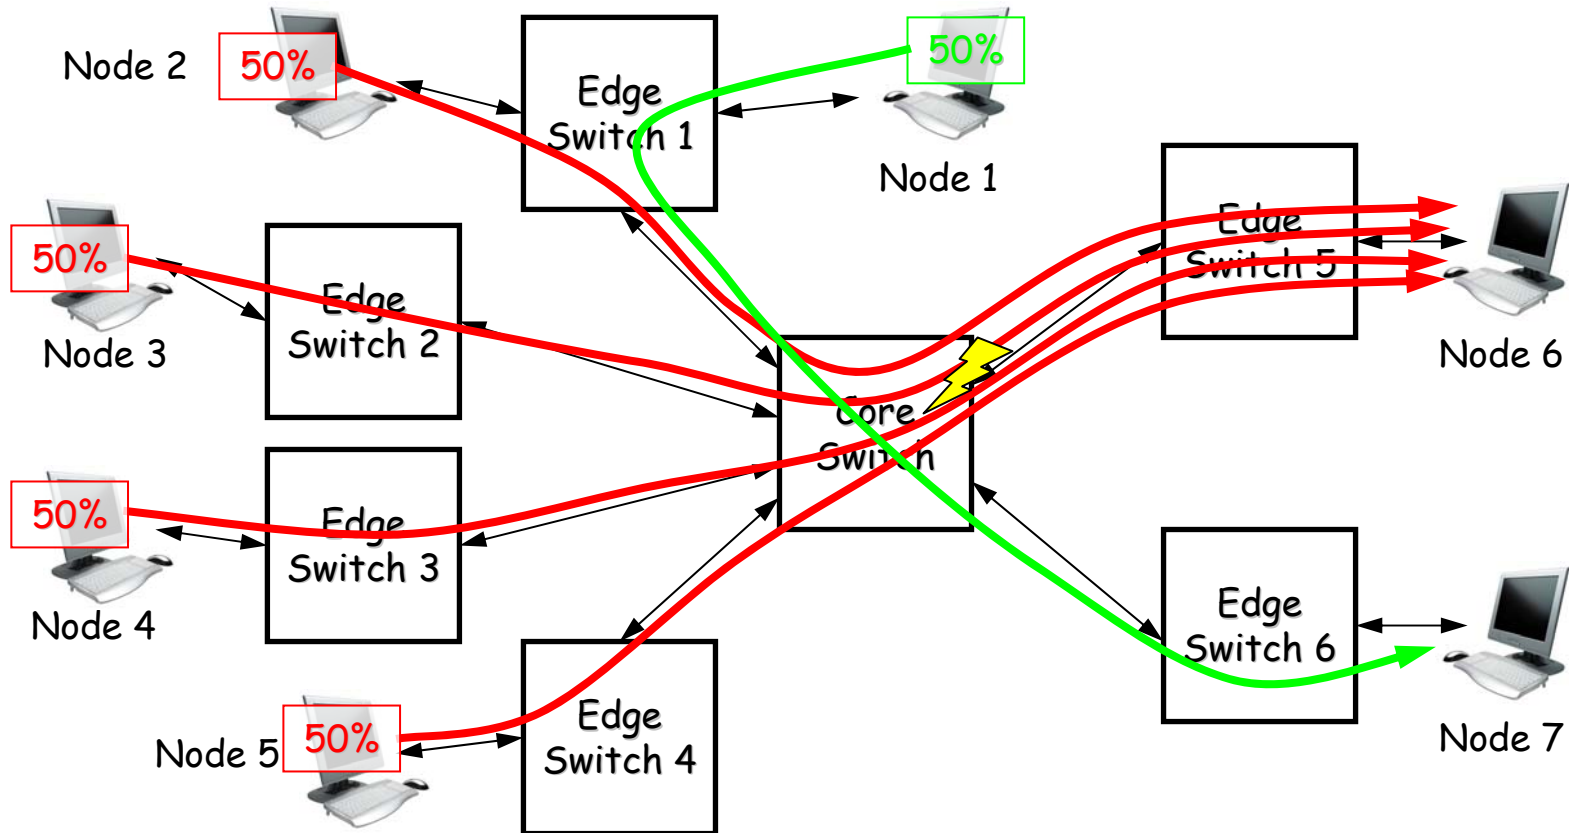 Node 2
50%
Edge
Switch 1
50%
Node 1
50%
Node 3
Edge
Switch 2
Edge
Switch 5
Node 6
Core
Switch
50%
Node 4
Edge
Switch 3
Edge
Switch 6
Node 7
Node 5
50%
Edge
Switch 4